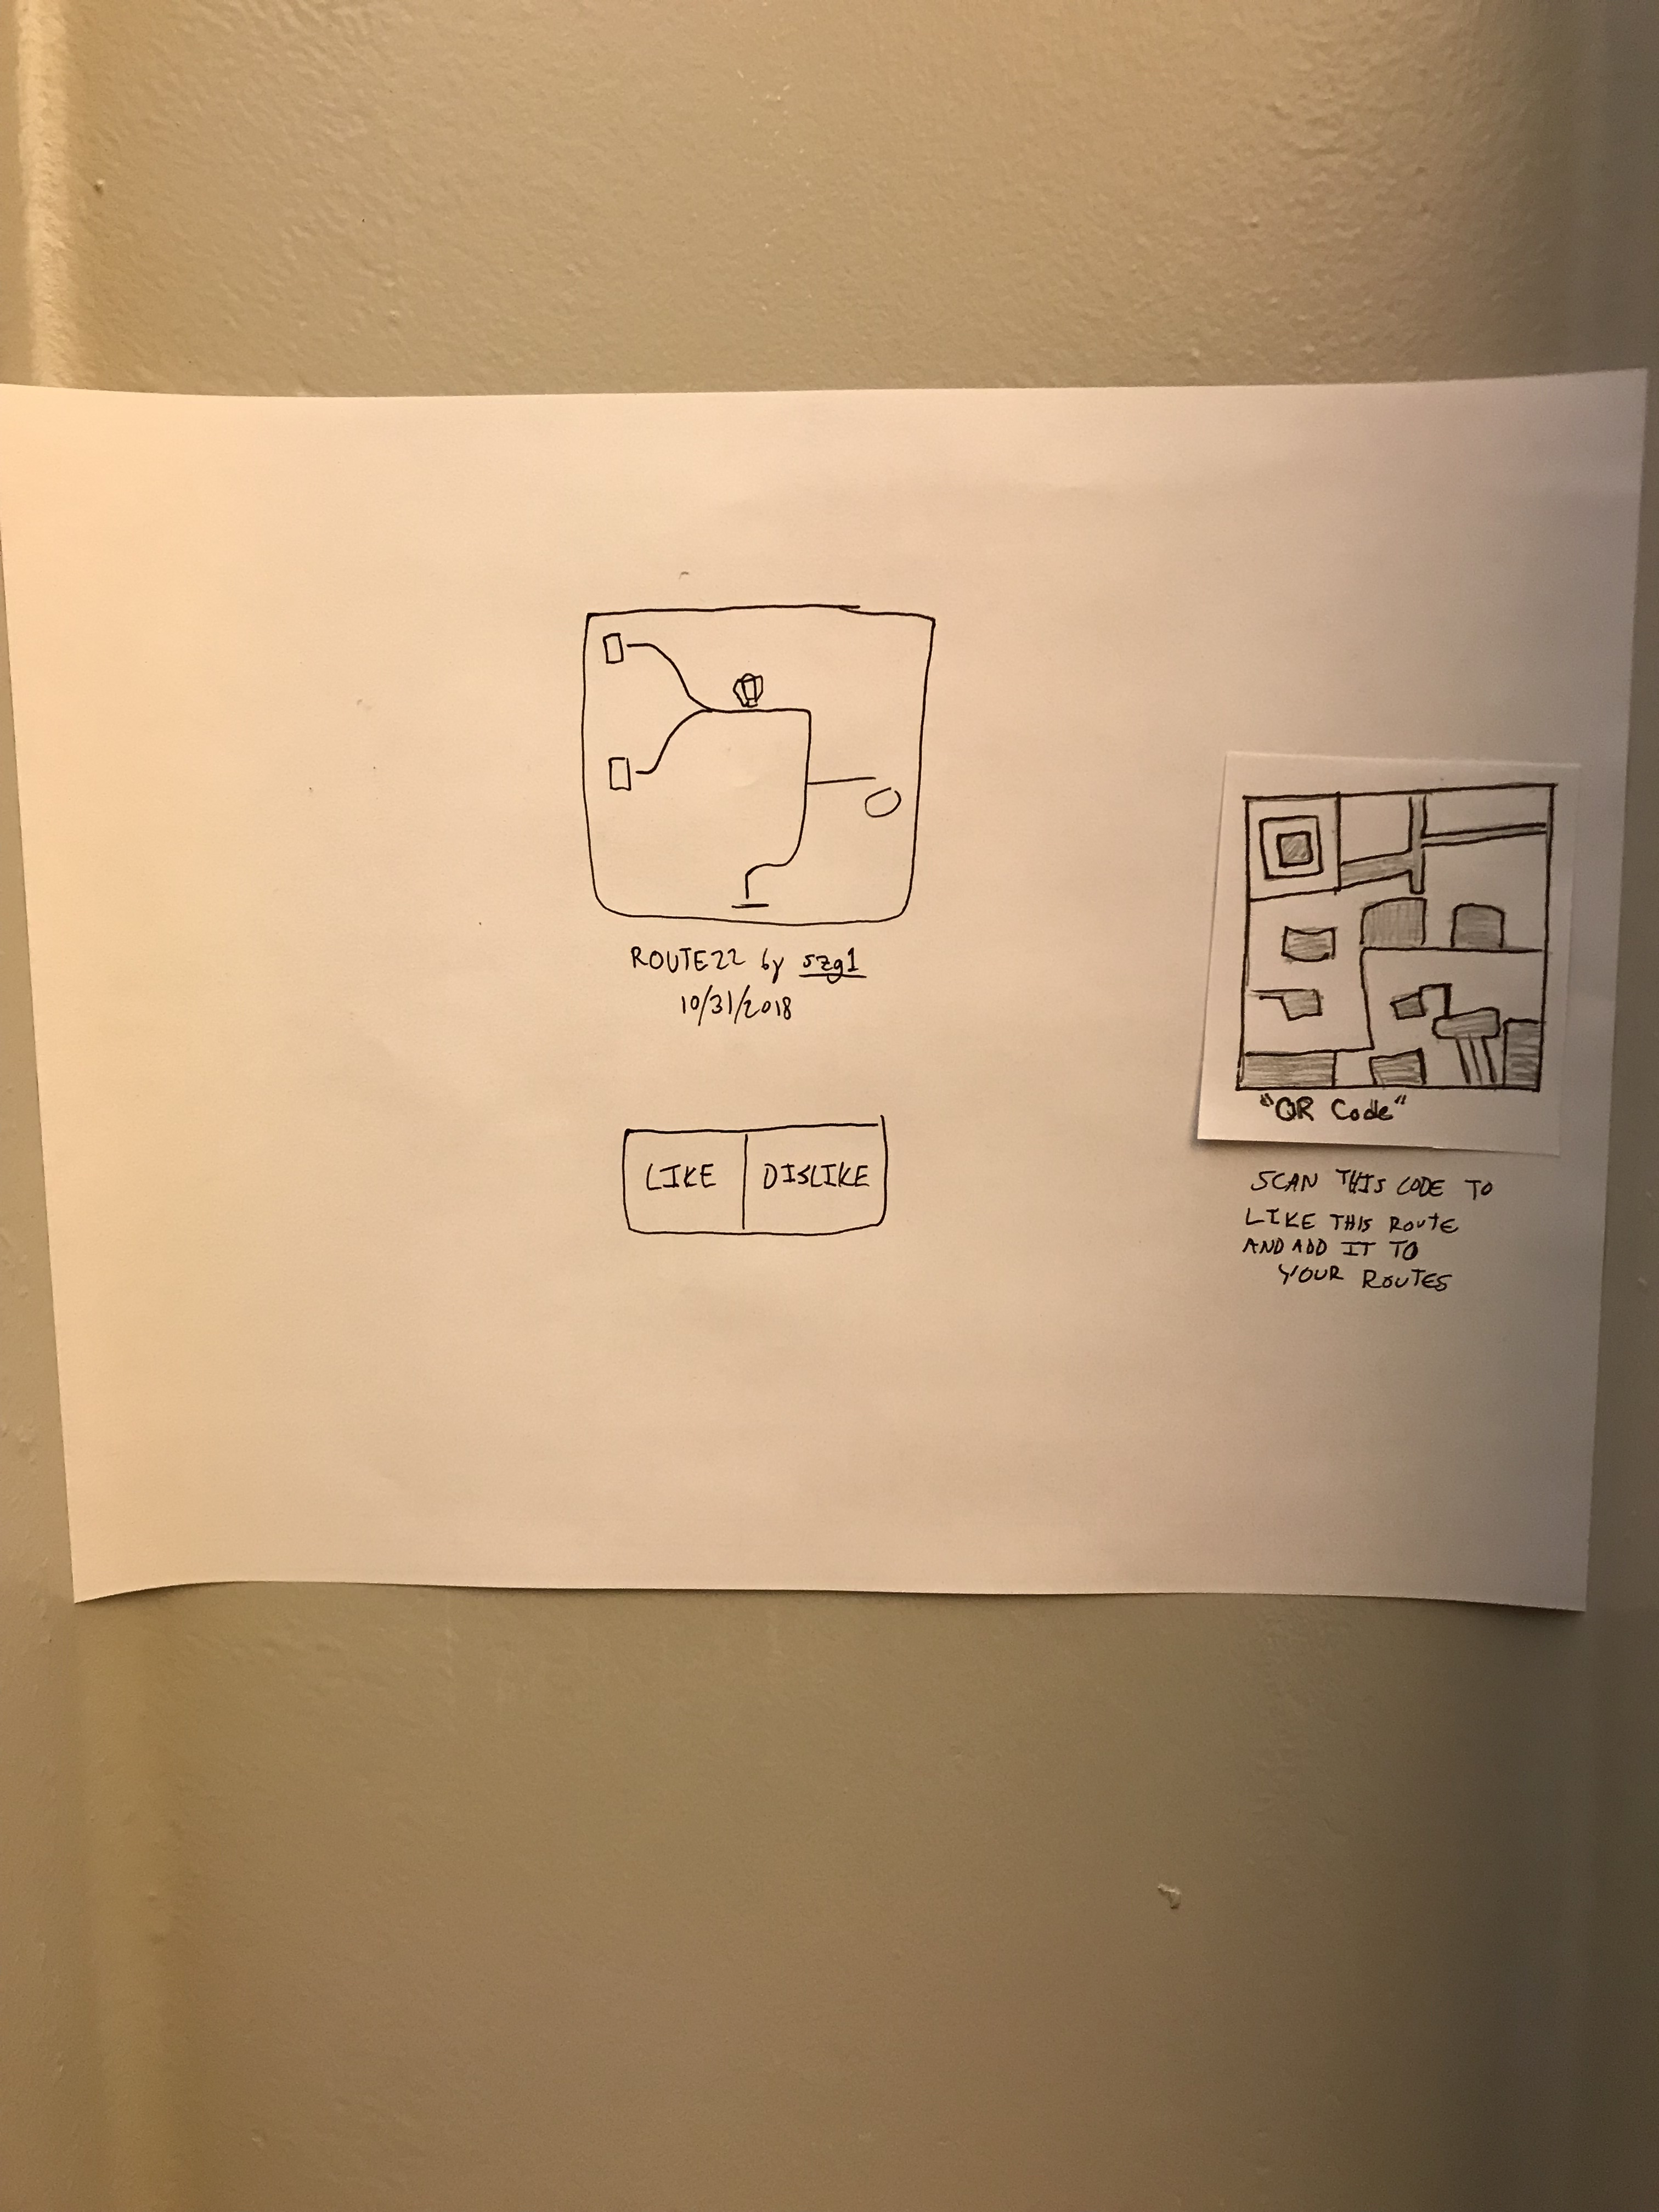 ROUTE22 by szg1
10/31/2018
LIKE DISLIKE
"QR Code"
SCAN THIS CODE TO
LIKE THIS ROUTE
AND ADD IT TO
YOUR ROUTES